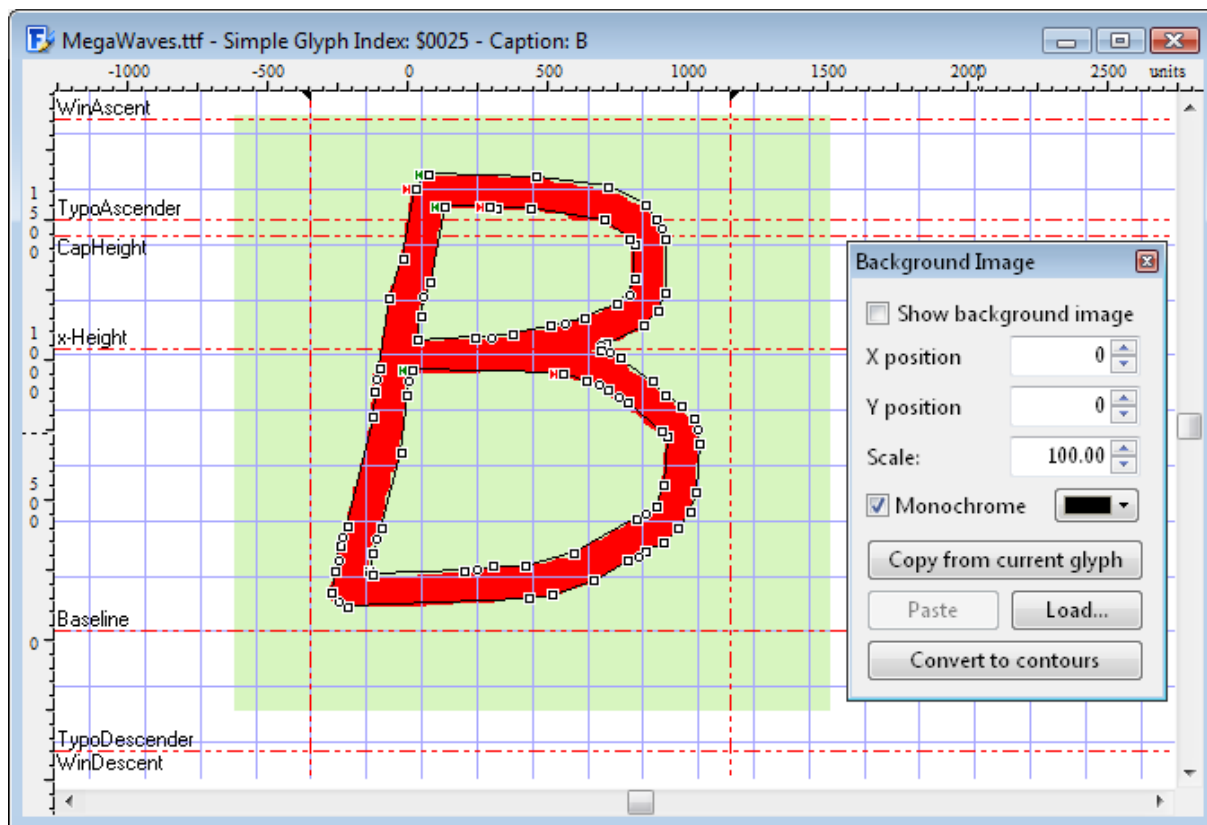 MegaWaves.ttf - Simple Glyph Index: $0025 - Caption: B
-1000 -500 0 500 1000 1500 2000 2500 units
WinAscent
1500
TypoAscender
CapHeight
1000
x-Height
500
Baseline
0
TypoDescender
WinDescent
Background Image
Show background image
X position 0
Y position 0
Scale: 100.00
Monochrome
Copy from current glyph
Paste Load...
Convert to contours